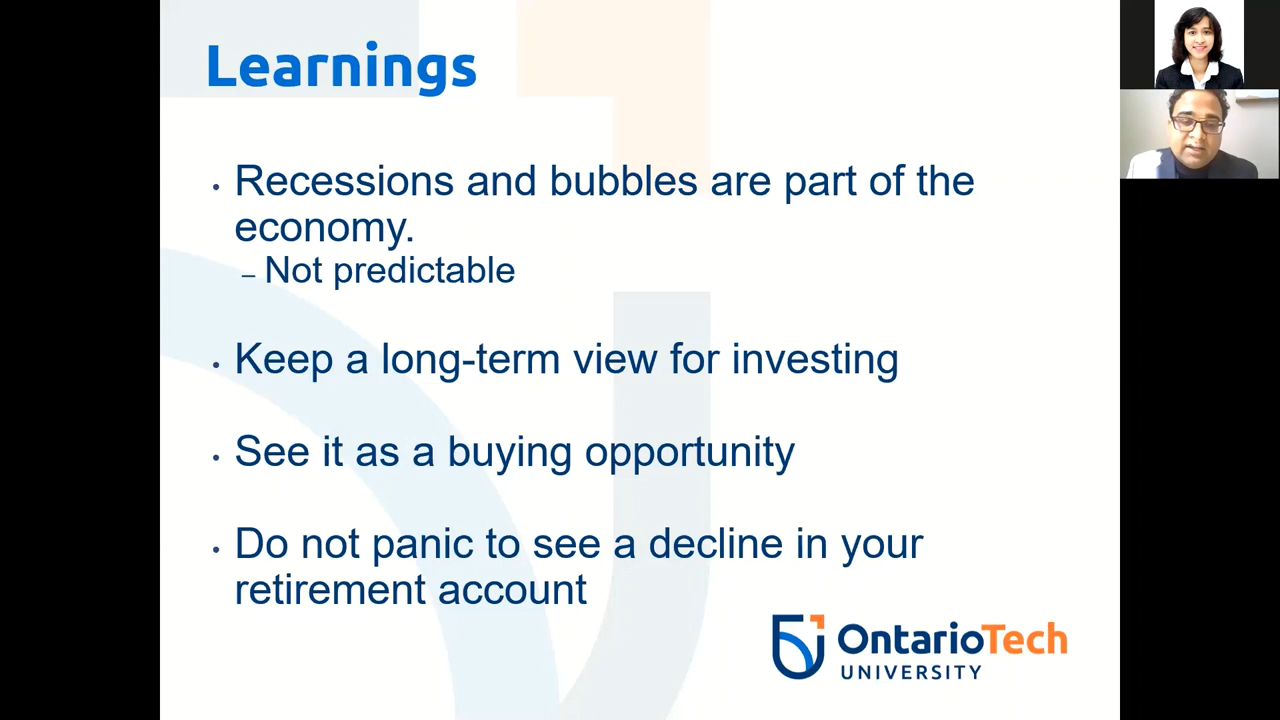 Learnings
• Recessions and bubbles are part of the
economy.
– Not predictable
• Keep a long-term view for investing
• See it as a buying opportunity
• Do not panic to see a decline in your
retirement account
OntarioTech
UNIVERSITY